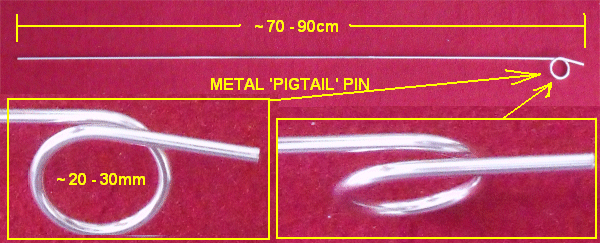 ~ 70 - 90cm
METAL 'PIGTAIL' PIN
~ 20 - 30mm